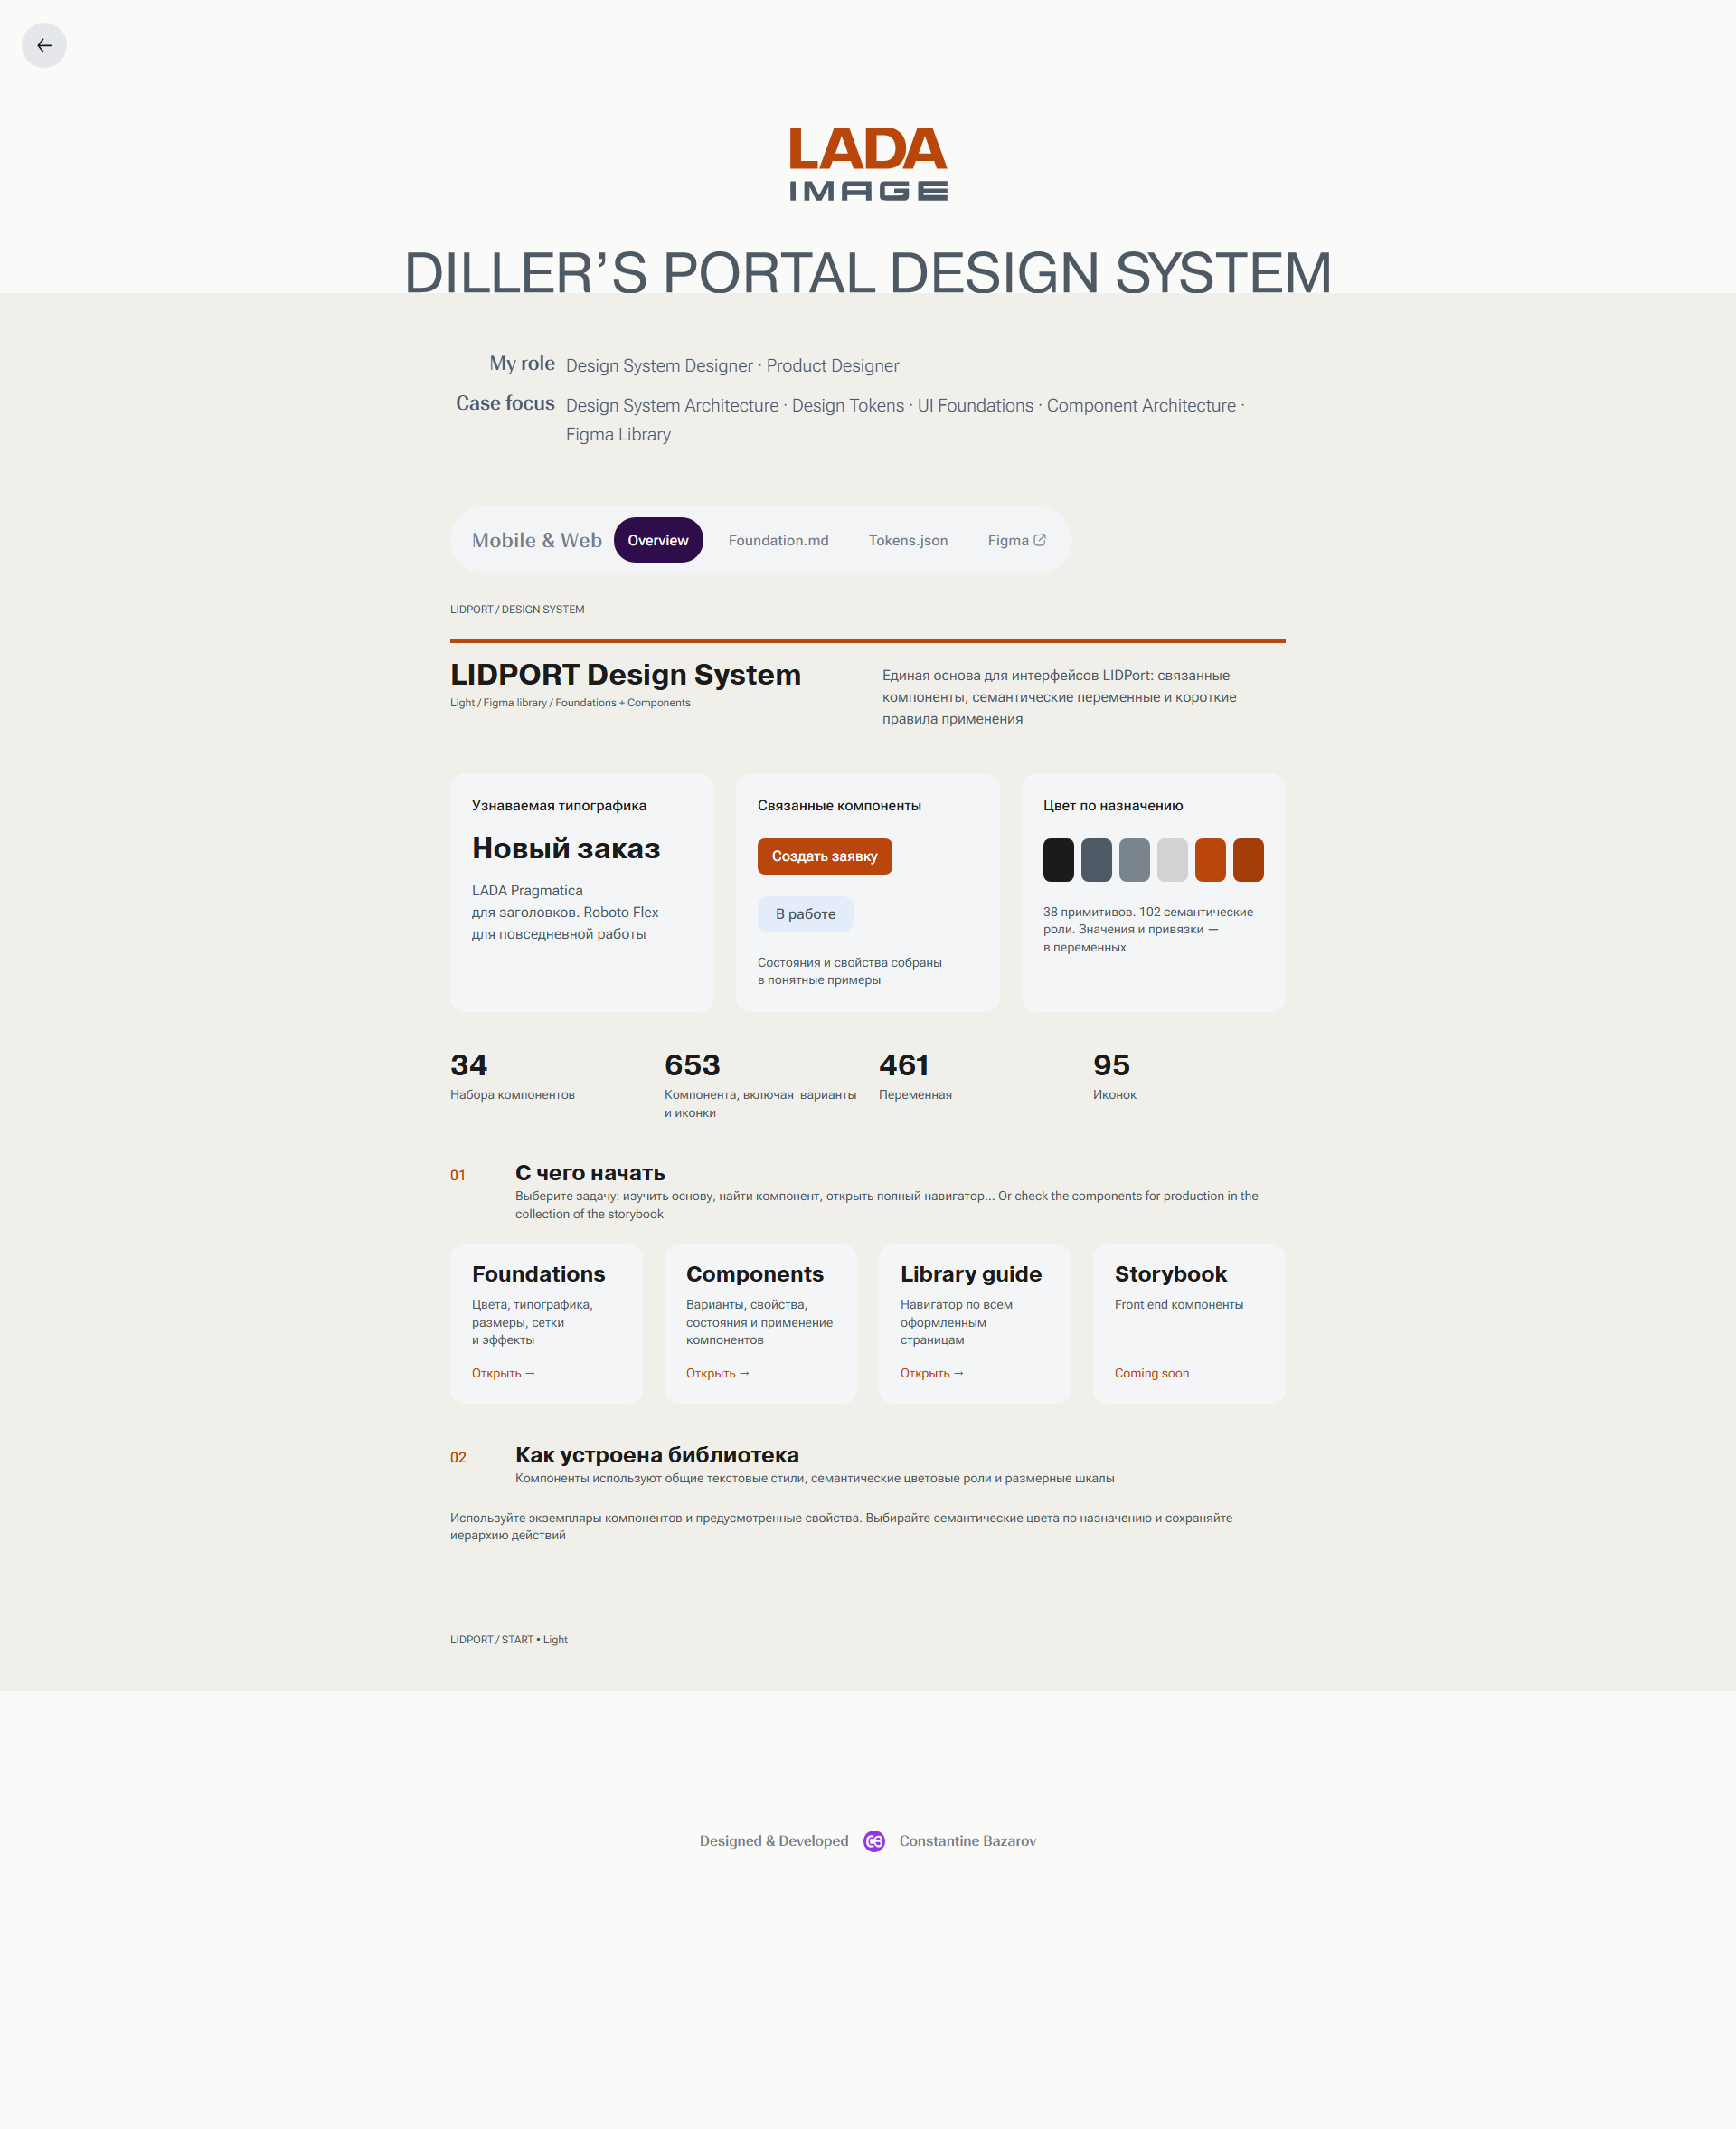 LADA
IMAGE
DILLER’S PORTAL DESIGN SYSTEM
My role
Design System Designer · Product Designer
Case focus
Design System Architecture · Design Tokens · UI Foundations · Component Architecture ·
Figma Library
Mobile & Web
Overview
Foundation.md
Tokens.json
Figma
LIDPORT / DESIGN SYSTEM
LIDPORT Design System
Light / Figma library / Foundations + Components
Единая основа для интерфейсов LIDPort: связанные
компоненты, семантические переменные и короткие
правила применения
Узнаваемая типографика
Новый заказ
LADA Pragmatica
для заголовков. Roboto Flex
для повседневной работы
Связанные компоненты
Создать заявку
В работе
Состояния и свойства собраны
в понятные примеры
Цвет по назначению
38 примитивов. 102 семантические
роли. Значения и привязки —
в переменных
34
Набора компонентов
653
Компонента, включая варианты
и иконки
461
Переменная
95
Иконок
01
С чего начать
Выберите задачу: изучить основу, найти компонент, открыть полный навигатор... Or check the components for production in the
collection of the storybook
Foundations
Цвета, типографика,
размеры, сетки
и эффекты
Открыть →
Components
Варианты, свойства,
состояния и применение
компонентов
Открыть →
Library guide
Навигатор по всем
оформленным
страницам
Открыть →
Storybook
Front end компоненты
Coming soon
02
Как устроена библиотека
Компоненты используют общие текстовые стили, семантические цветовые роли и размерные шкалы
Используйте экземпляры компонентов и предусмотренные свойства. Выбирайте семантические цвета по назначению и сохраняйте
иерархию действий
LIDPORT / START • Light
Designed & Developed
Constantine Bazarov